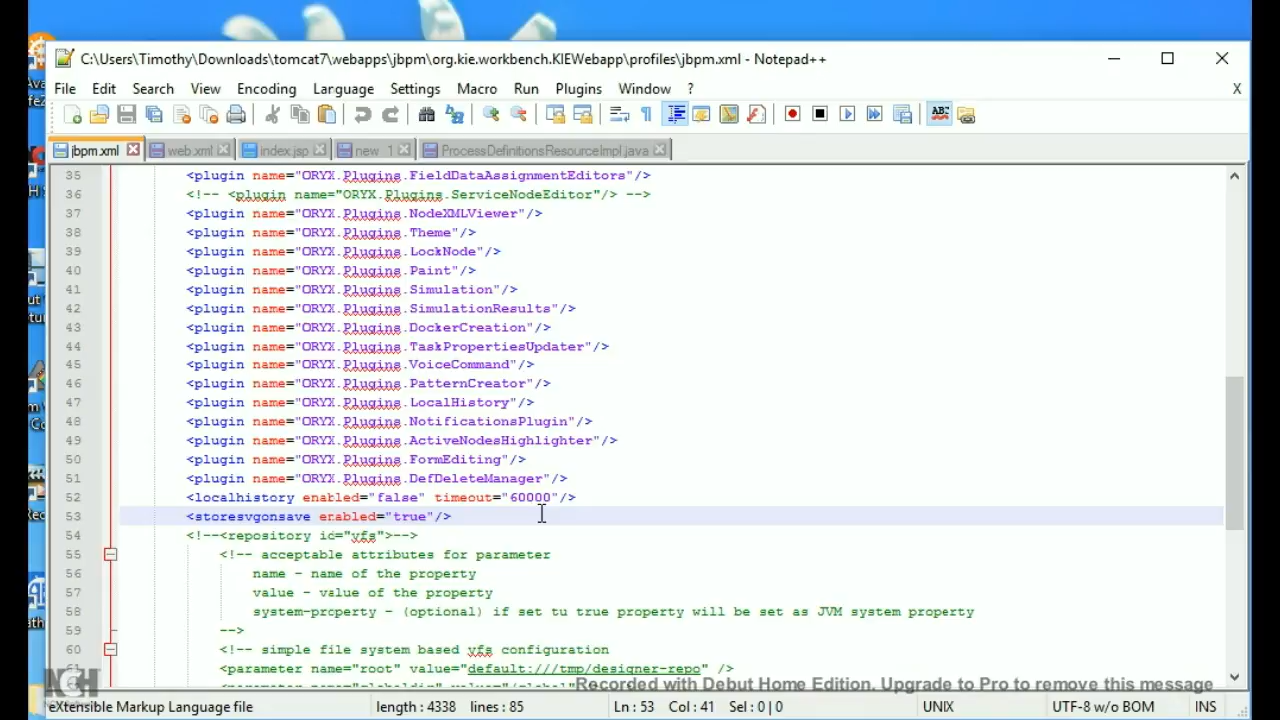 C:\Users\Timothy\Downloads\tomcat7\webapps\jbpm\org.kie.workbench.KIEWebapp\profiles\jbpm.xml - Notepad++
File Edit Search View Encoding Language Settings Macro Run Plugins Window ? X
jbpm.xml web.xml index.jsp new 1 ProcessDefinitionsResourceImpl.java
35 <plugin name="ORYX.Plugins.FieldDataAssignmentEditors"/>
36 <!-- <plugin name="ORYX.Plugins.ServiceNodeEditor"/> -->
37 <plugin name="ORYX.Plugins.NodeXMLViewer"/>
38 <plugin name="ORYX.Plugins.Theme"/>
39 <plugin name="ORYX.Plugins.LockNode"/>
40 <plugin name="ORYX.Plugins.Paint"/>
41 <plugin name="ORYX.Plugins.Simulation"/>
42 <plugin name="ORYX.Plugins.SimulationResults"/>
43 <plugin name="ORYX.Plugins.DockerCreation"/>
44 <plugin name="ORYX.Plugins.TaskPropertiesUpdater"/>
45 <plugin name="ORYX.Plugins.VoiceCommand"/>
46 <plugin name="ORYX.Plugins.PatternCreator"/>
47 <plugin name="ORYX.Plugins.LocalHistory"/>
48 <plugin name="ORYX.Plugins.NotificationsPlugin"/>
49 <plugin name="ORYX.Plugins.ActiveNodesHighlighter"/>
50 <plugin name="ORYX.Plugins.FormEditing"/>
51 <plugin name="ORYX.Plugins.DefDeleteManager"/>
52 <localhistory enabled="false" timeout="60000"/>
53 <storesvgonsave enabled="true"/>
54 <!--<repository id="vfs">-->
55 <!-- acceptable attributes for parameter
56 name - name of the property
57 value - value of the property
58 system-property - (optional) if set tu true property will be set as JVM system property
59 -->
60 <!-- simple file system based vfs configuration
61 <parameter name="root" value="default:///tmp/designer-repo" />
Recorded with Debut Home Edition. Upgrade to Pro to remove this message
NCH
eXtensible Markup Language file length : 4338 lines : 85 Ln : 53 Col : 41 Sel : 0 | 0 UNIX UTF-8 w/o BOM INS